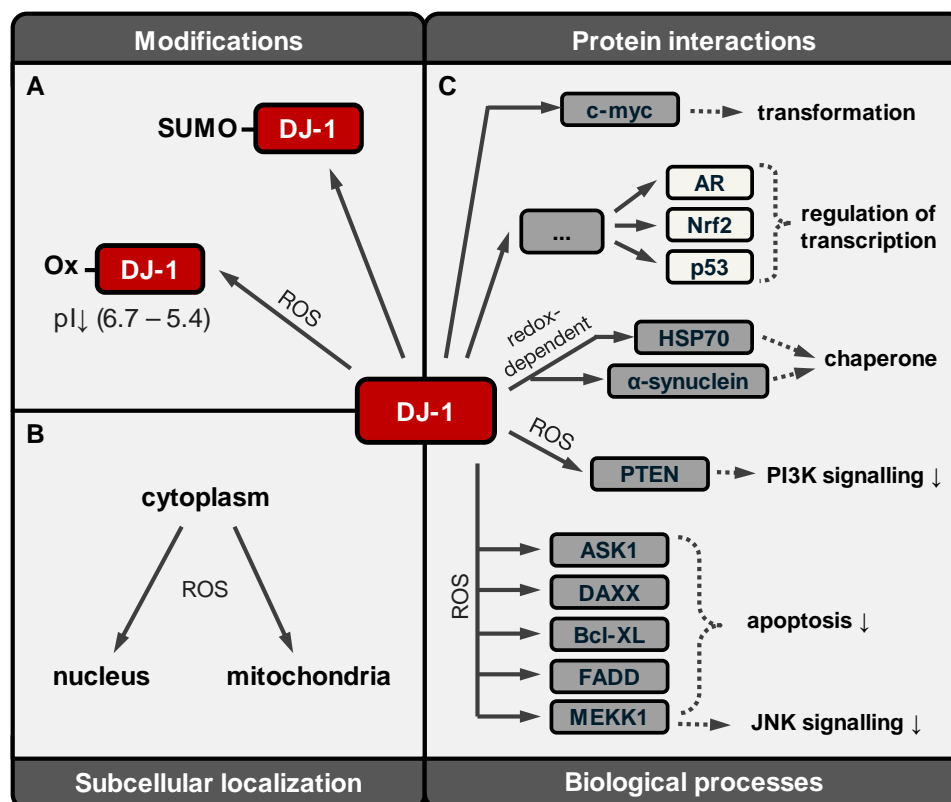 Modifications
Protein interactions
A
SUMO
DJ-1
Ox
DJ-1
pI↓ (6.7 – 5.4)
ROS
DJ-1
B
cytoplasm
ROS
nucleus
mitochondria
C
c-myc
transformation
...
AR
Nrf2
p53
regulation of
transcription
redox-
dependent
HSP70
α-synuclein
chaperone
ROS
PTEN
PI3K signalling ↓
ROS
ASK1
DAXX
Bcl-XL
FADD
MEKK1
apoptosis ↓
JNK signalling ↓
Subcellular localization
Biological processes